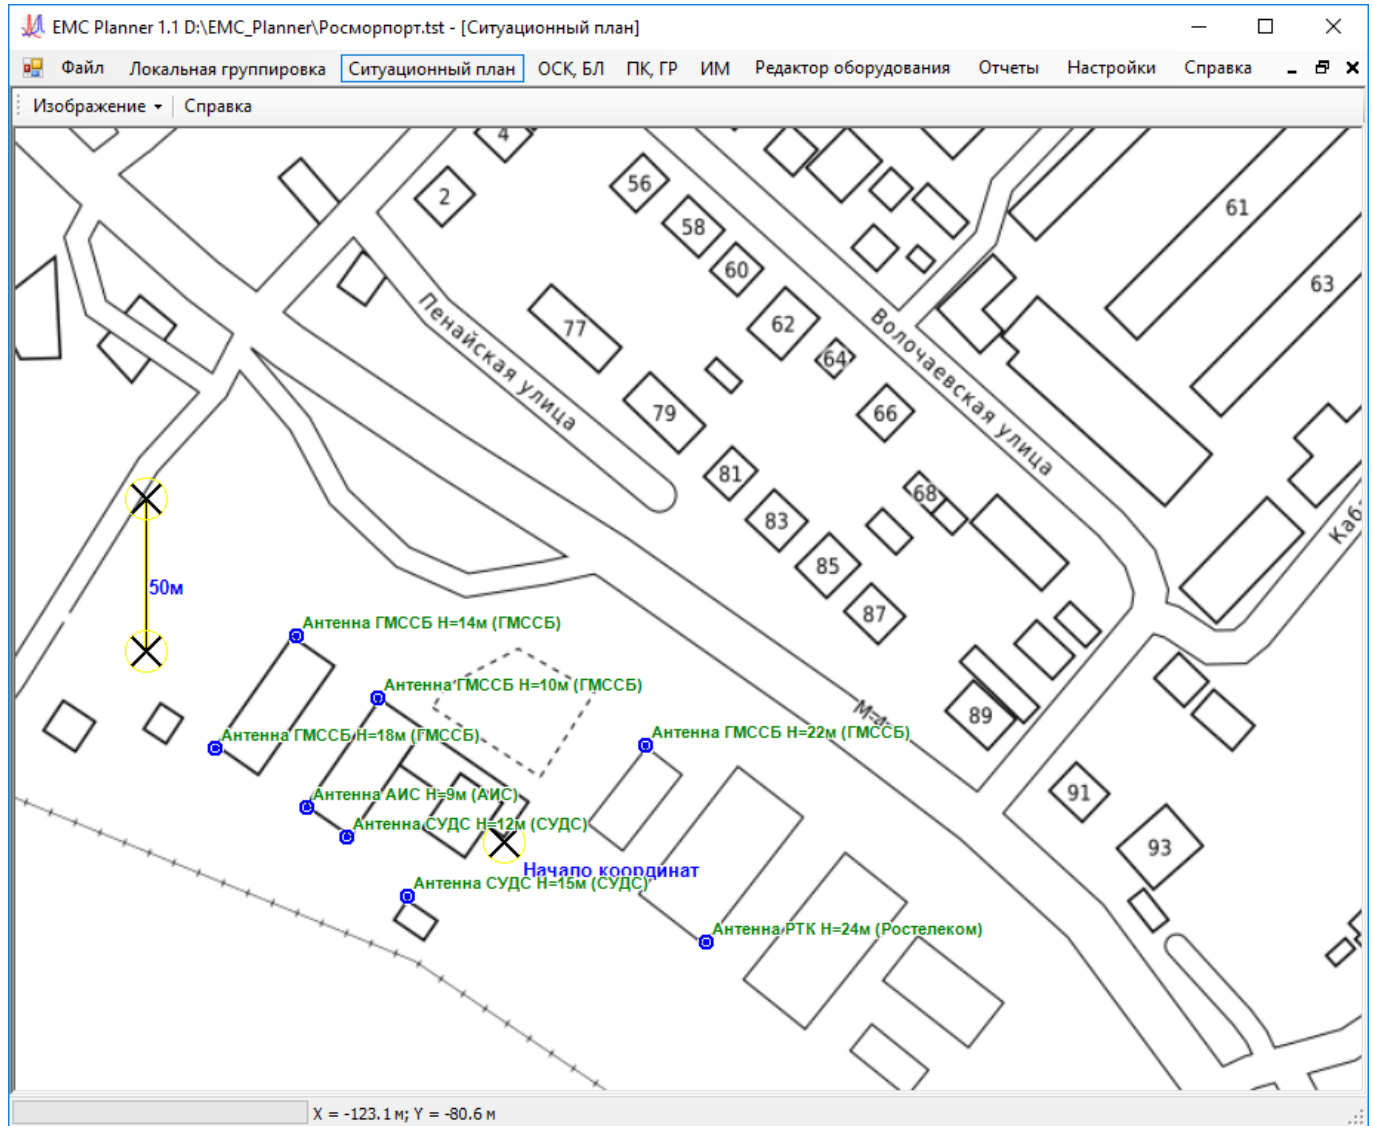 EMC Planner 1.1 D:\EMC_Planner\Росморпорт.tst - [Ситуационный план]
Файл Локальная группировка Ситуационный план ОСК, БЛ ПК, ГР ИМ Редактор оборудования Отчеты Настройки Справка
Изображение Справка
4
2
56
58
60
62
64
66
68
61
63
77
79
81
83
85
87
89
91
93
Пенайская улица
Волочаевская улица
50м
Антенна ГМССБ Н=14м (ГМССБ)
Антенна ГМССБ Н=10м (ГМССБ)
Антенна ГМССБ Н=18м (ГМССБ)
Антенна ГМССБ Н=22м (ГМССБ)
Антенна АИС Н=9м (АИС)
Антенна СУДС Н=12м (СУДС)
Начало координат
Антенна СУДС Н=15м (СУДС)
Антенна РТК Н=24м (Ростелеком)
X = -123.1 м; Y = -80.6 м